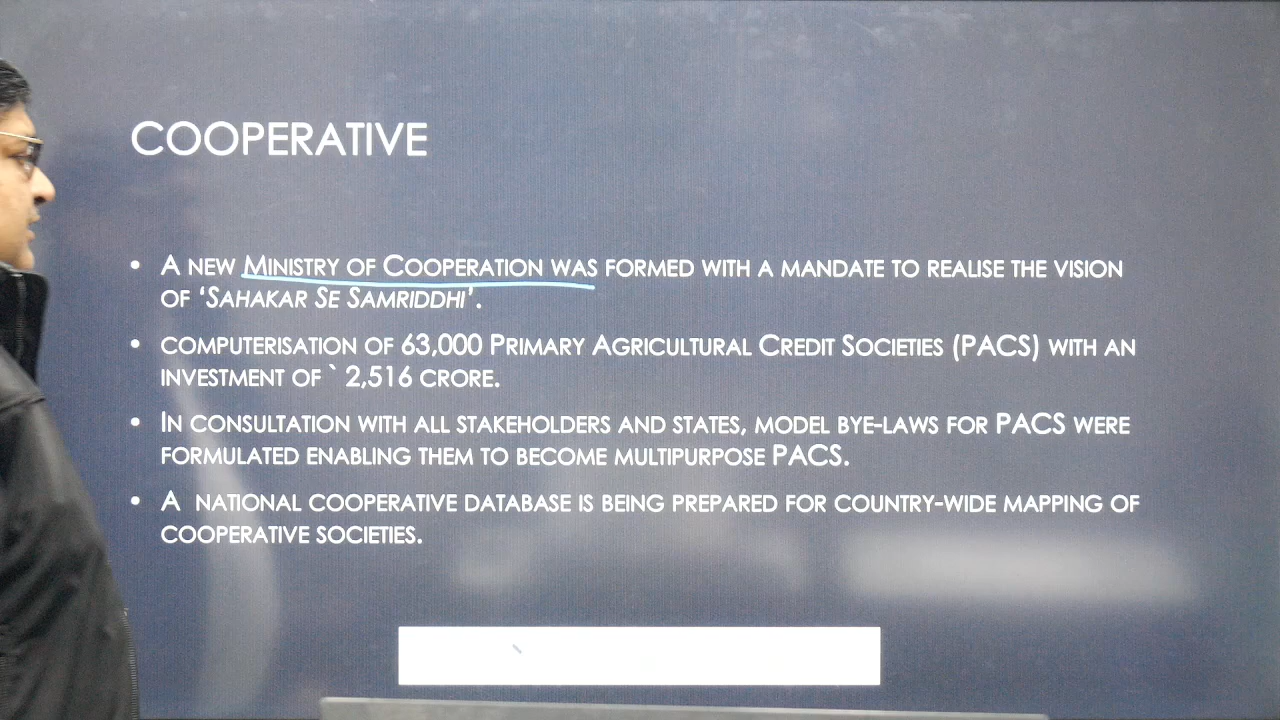 COOPERATIVE
• A NEW MINISTRY OF COOPERATION WAS FORMED WITH A MANDATE TO REALISE THE VISION
OF ‘SAHAKAR SE SAMRIDDHI’.
• COMPUTERISATION OF 63,000 PRIMARY AGRICULTURAL CREDIT SOCIETIES (PACS) WITH AN
INVESTMENT OF ` 2,516 CRORE.
• IN CONSULTATION WITH ALL STAKEHOLDERS AND STATES, MODEL BYE-LAWS FOR PACS WERE
FORMULATED ENABLING THEM TO BECOME MULTIPURPOSE PACS.
• A NATIONAL COOPERATIVE DATABASE IS BEING PREPARED FOR COUNTRY-WIDE MAPPING OF
COOPERATIVE SOCIETIES.